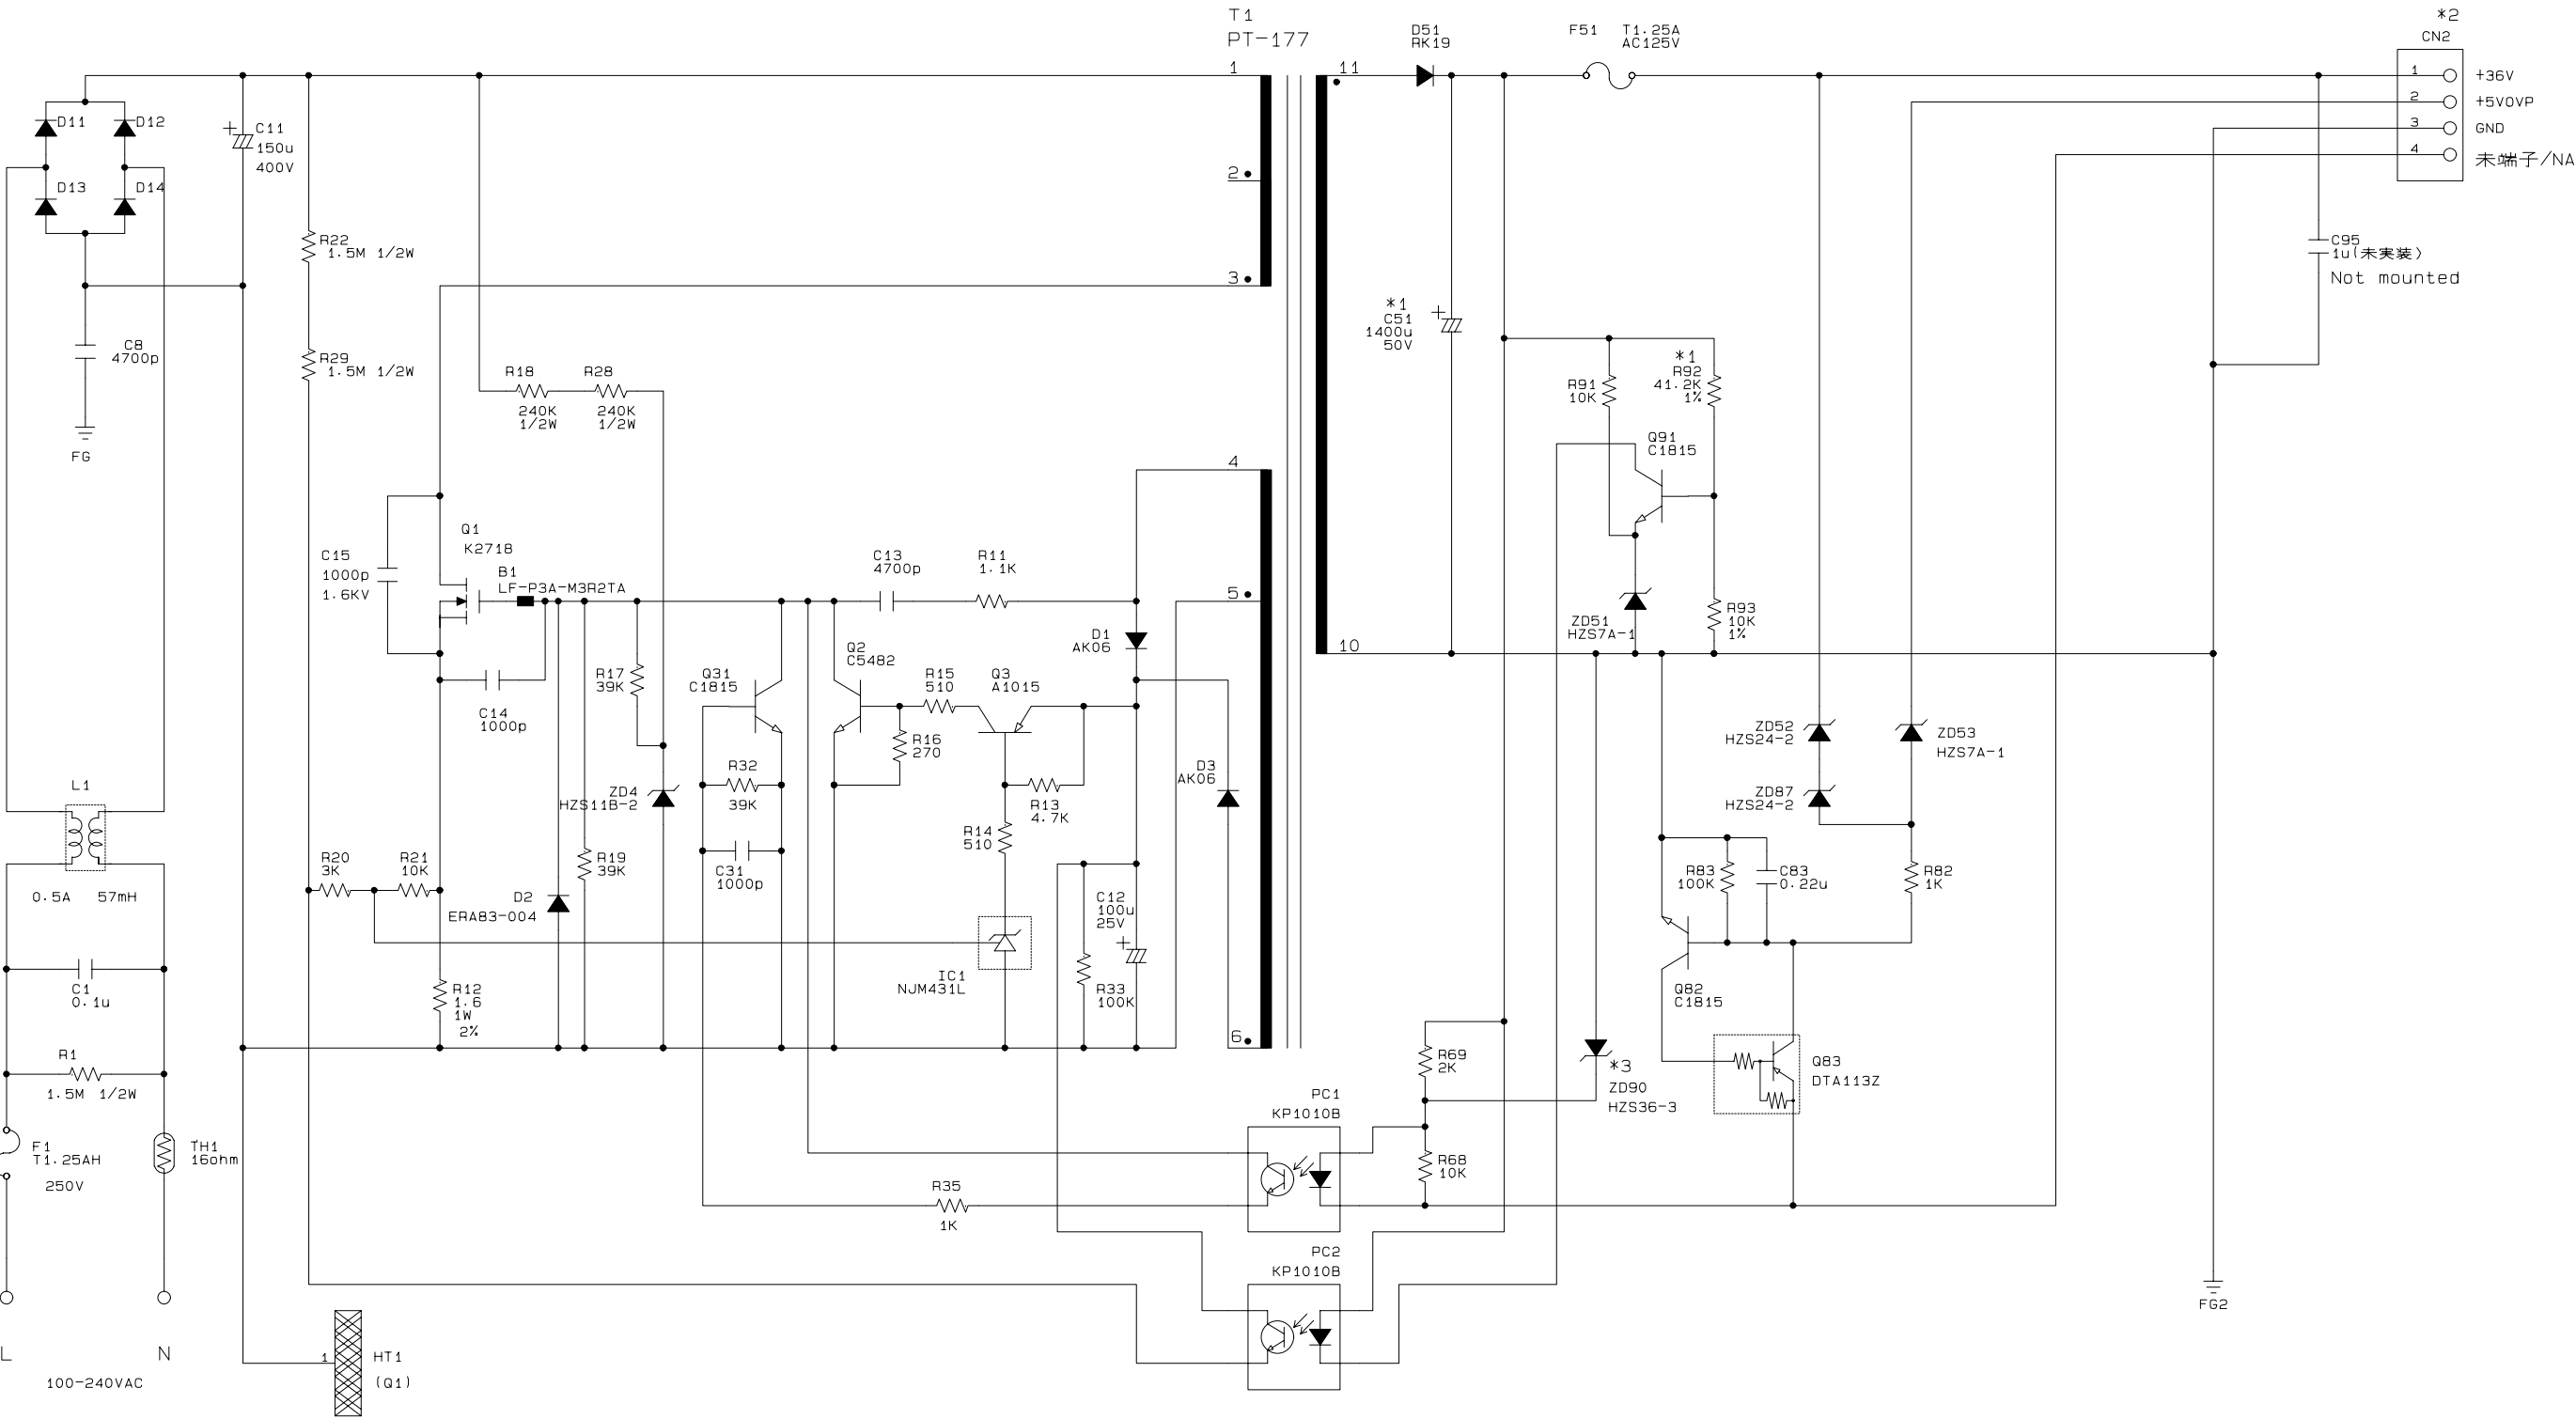 T1
PT-177
D51
RK19
F51 T1.25A
AC125V
*2
CN2
1 +36V
2 +5VOVP
3 GND
4 未端子/NA
1
2
3
4
5
6
11
10
D11
D12
D13
D14
C11
150u
400V
R22
1.5M 1/2W
R29
1.5M 1/2W
C8
4700p
FG
R18
240K
1/2W
R28
240K
1/2W
*1
C51
1400u
50V
R91
10K
*1
R92
41.2K
1%
C95
1u(未実装)
Not mounted
Q91
C1815
Q1
K2718
C15
1000p
1.6KV
B1
LF-P3A-M3R2TA
C13
4700p
R11
1.1K
ZD51
HZS7A-1
R93
10K
1%
D1
AK06
C14
1000p
R17
39K
Q31
C1815
Q2
C5482
R15
510
Q3
A1015
R16
270
R32
39K
ZD4
HZS11B-2
R13
4.7K
D3
AK06
R14
510
ZD52
HZS24-2
ZD53
HZS7A-1
ZD87
HZS24-2
L1
0.5A 57mH
R20
3K
R21
10K
D2
ERA83-004
R19
39K
C31
1000p
C12
100u
25V
R83
100K
C83
0.22u
R82
1K
C1
0.1u
R12
1.6
1W
2%
IC1
NJM431L
R33
100K
Q82
C1815
R1
1.5M 1/2W
R69
2K
*3
ZD90
HZS36-3
Q83
DTA113Z
F1
T1.25AH
250V
TH1
16ohm
PC1
KP1010B
R68
10K
R35
1K
PC2
KP1010B
FG2
L
N
100-240VAC
1
HT1
(Q1)